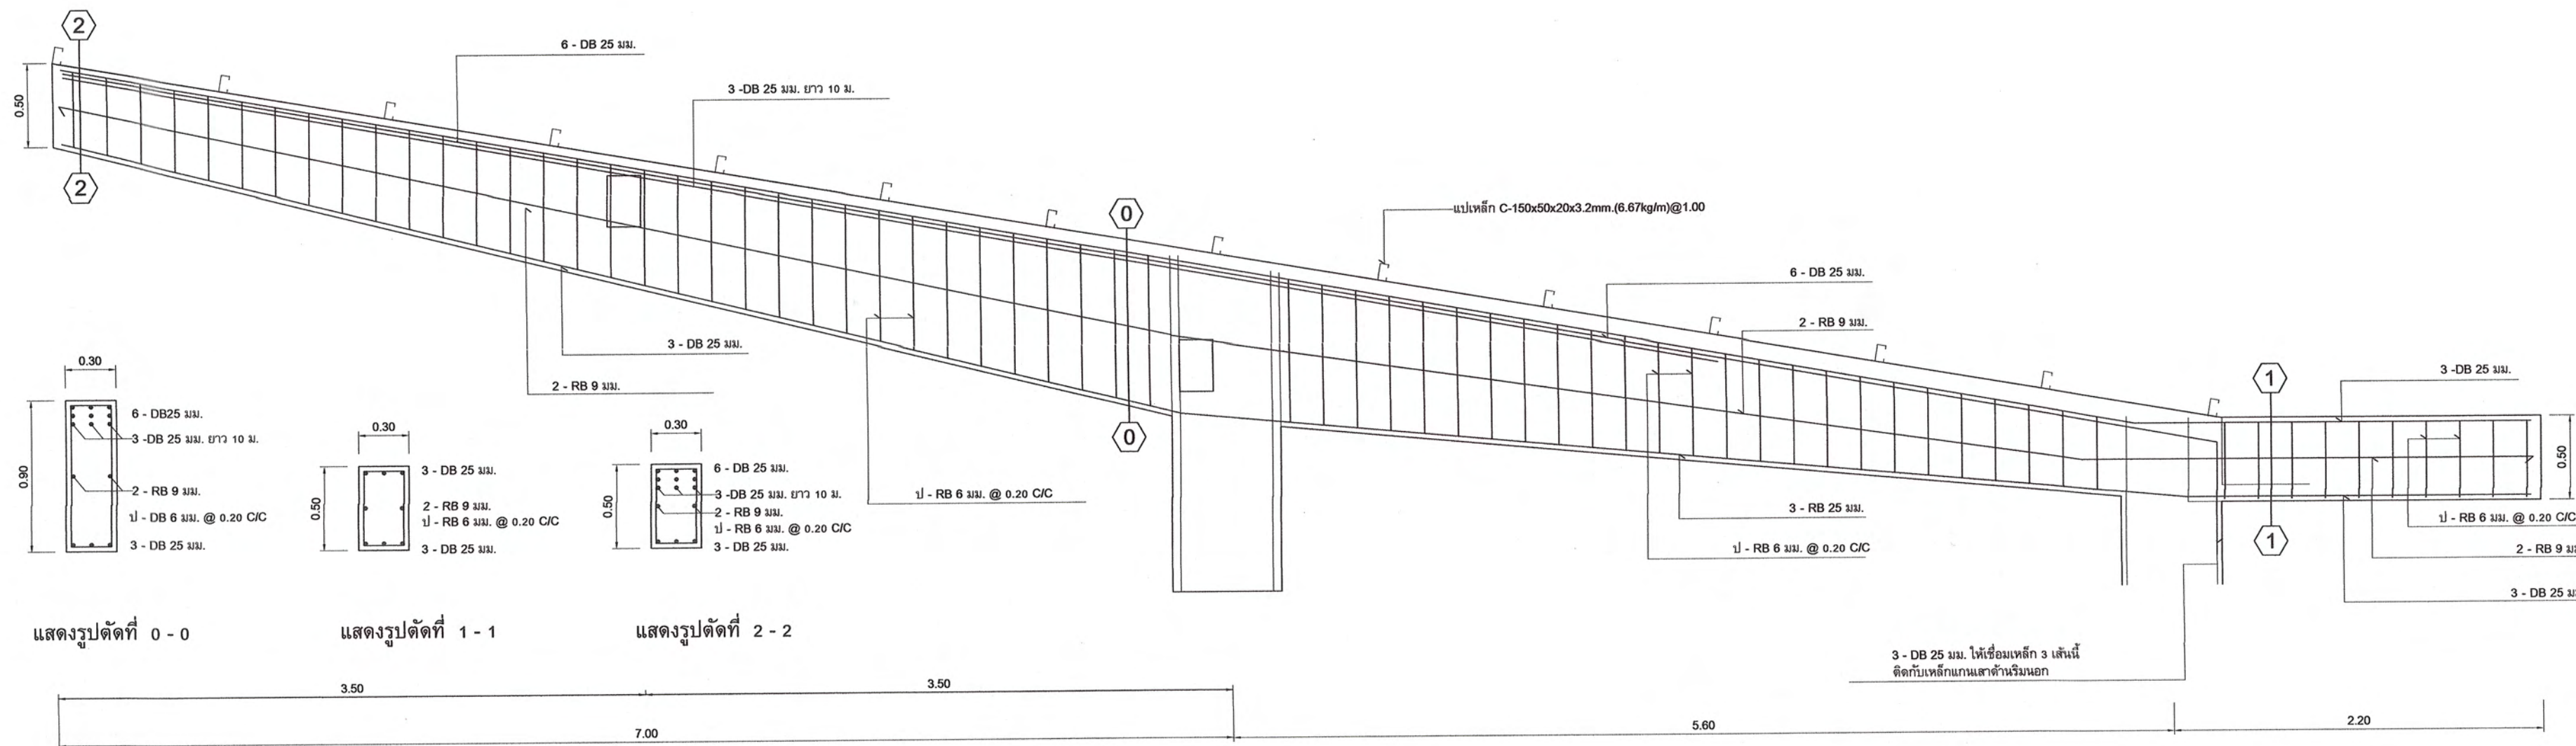 2
6 - DB 25 มม.
0.50
3 -DB 25 มม. ยาว 10 ม.
2
0
แปเหล็ก C-150x50x20x3.2mm.(6.67kg/m)@1.00
6 - DB 25 มม.
2 - RB 9 มม.
3 - DB 25 มม.
2 - RB 9 มม.
0
ป - RB 6 มม. @ 0.20 C/C
3 - RB 25 มม.
ป - RB 6 มม. @ 0.20 C/C
1
3 -DB 25 มม.
0.50
1
ป - RB 6 มม. @ 0.20 C/C
2 - RB 9 ม
3 - DB 25 ม
3 - DB 25 มม. ให้เชื่อมเหล็ก 3 เส้นนี้
ติดกับเหล็กแกนเสาด้านริมนอก
0.30
0.90
6 - DB25 มม.
3 -DB 25 มม. ยาว 10 ม.
2 - RB 9 มม.
ป - DB 6 มม. @ 0.20 C/C
3 - DB 25 มม.
แสดงรูปตัดที่ 0 - 0
0.30
0.50
3 - DB 25 มม.
2 - RB 9 มม.
ป - RB 6 มม. @ 0.20 C/C
3 - DB 25 มม.
แสดงรูปตัดที่ 1 - 1
0.30
0.50
6 - DB 25 มม.
3 -DB 25 มม. ยาว 10 ม.
2 - RB 9 มม.
ป - RB 6 มม. @ 0.20 C/C
3 - DB 25 มม.
แสดงรูปตัดที่ 2 - 2
3.50
3.50
7.00
5.60
2.20